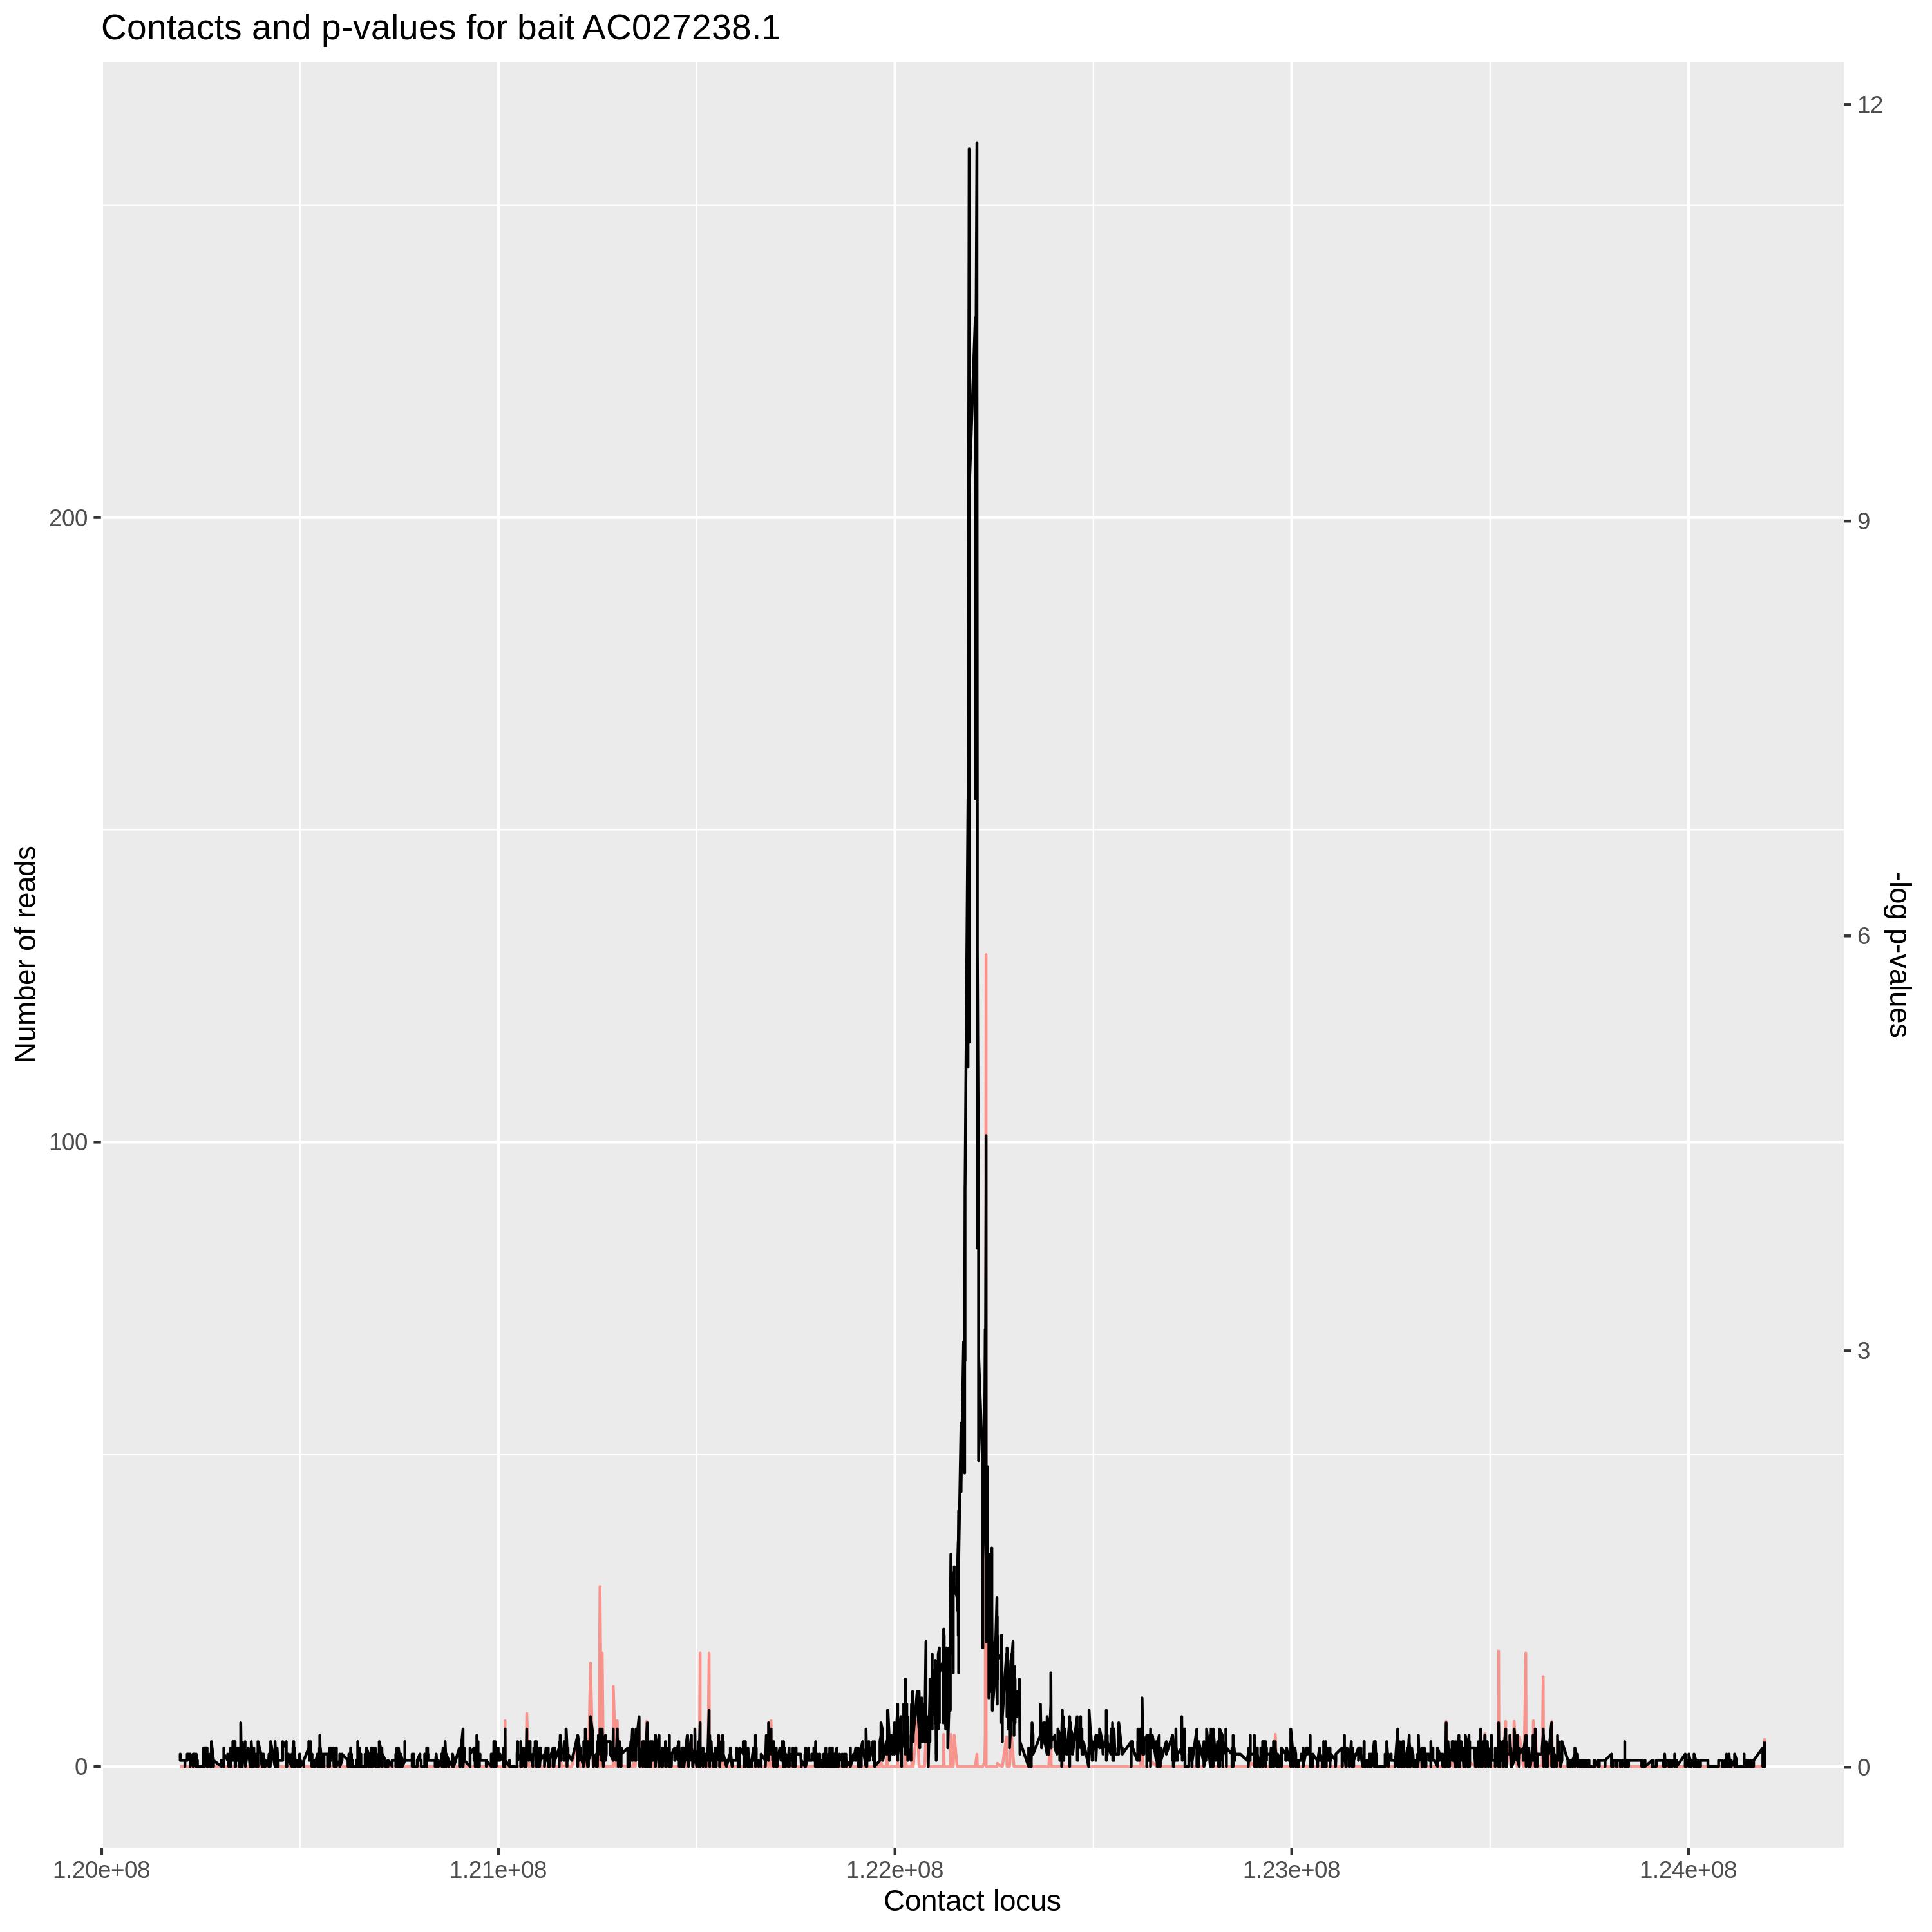 Contacts and p-values for bait AC027238.1
12
200
9
Number of reads
-log p-values
6
100
3
0
0
1.20e+08
1.21e+08
1.22e+08
1.23e+08
1.24e+08
Contact locus